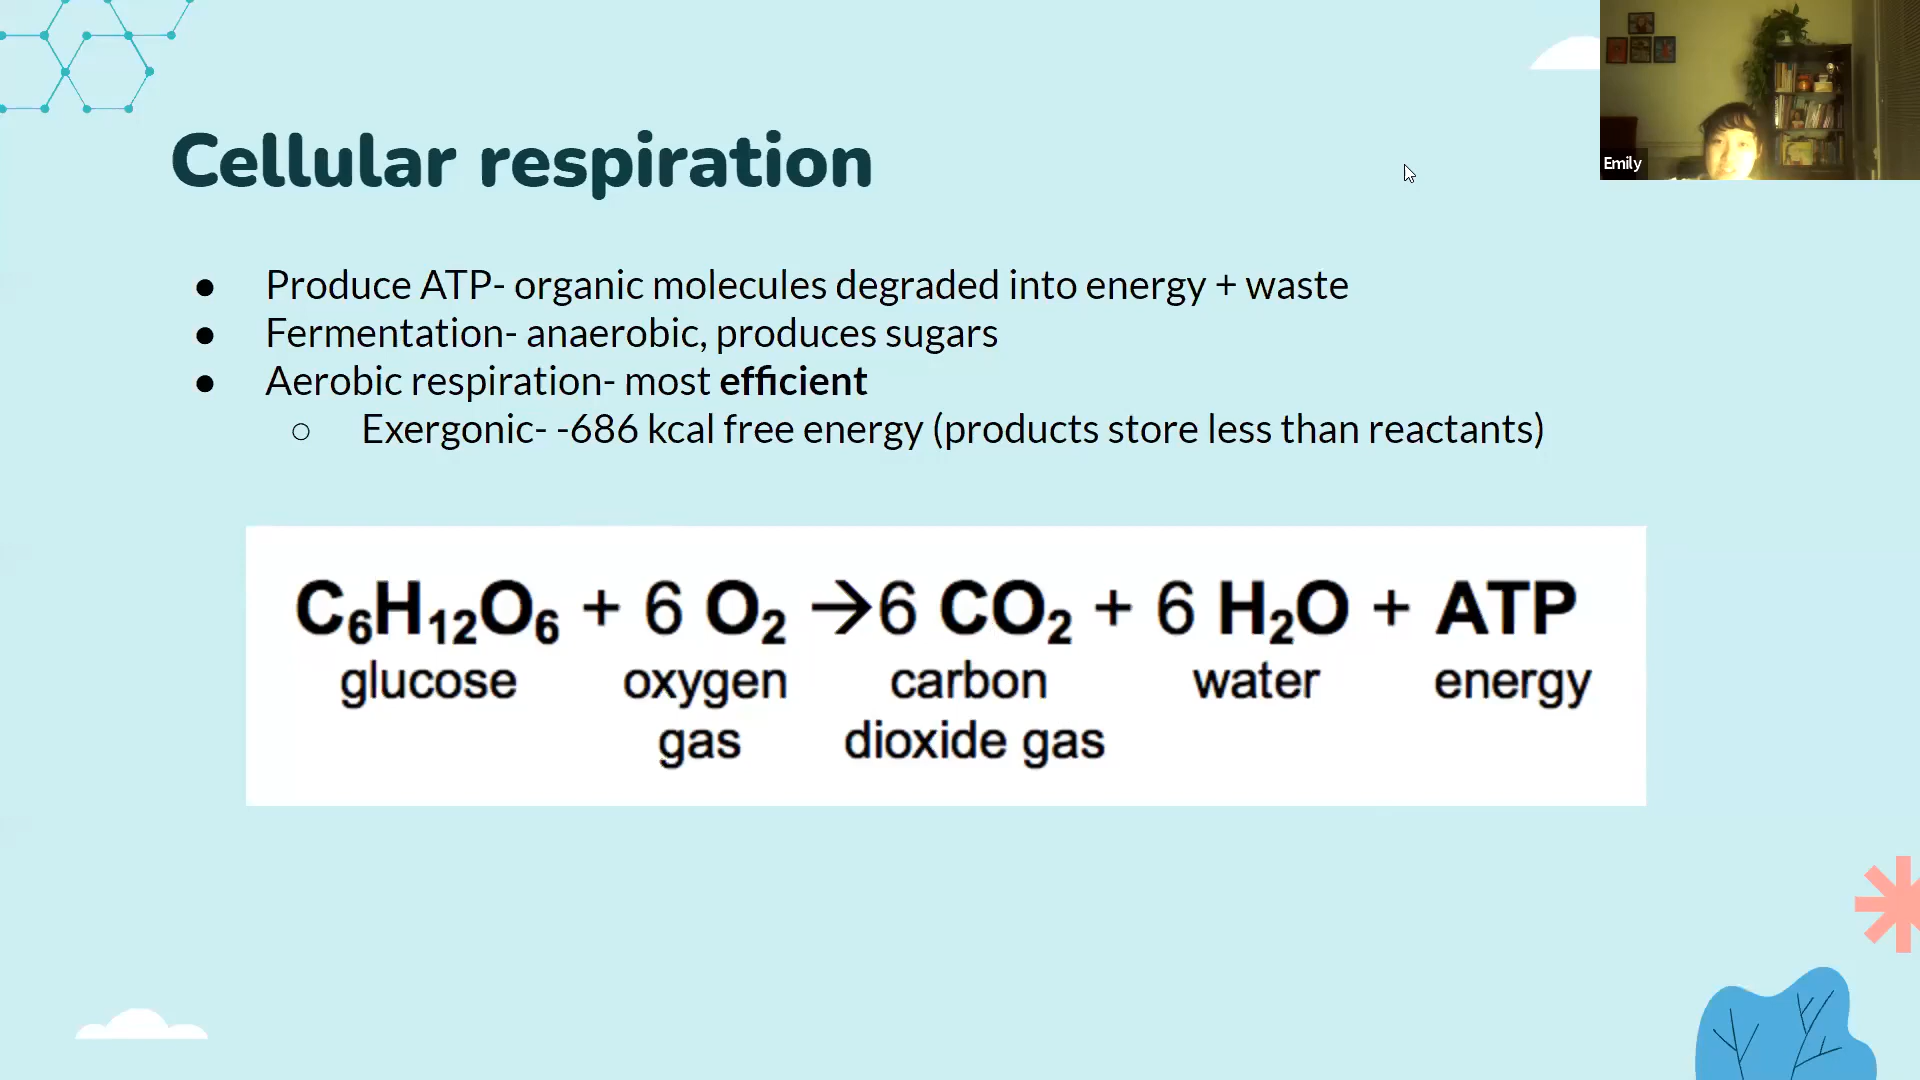 Cellular respiration
Emily
● Produce ATP- organic molecules degraded into energy + waste
● Fermentation- anaerobic, produces sugars
● Aerobic respiration- most efficient
○ Exergonic- -686 kcal free energy (products store less than reactants)
C₆H₁₂O₆ + 6 O₂ →6 CO₂ + 6 H₂O + ATP
glucose oxygen carbon water energy
gas dioxide gas